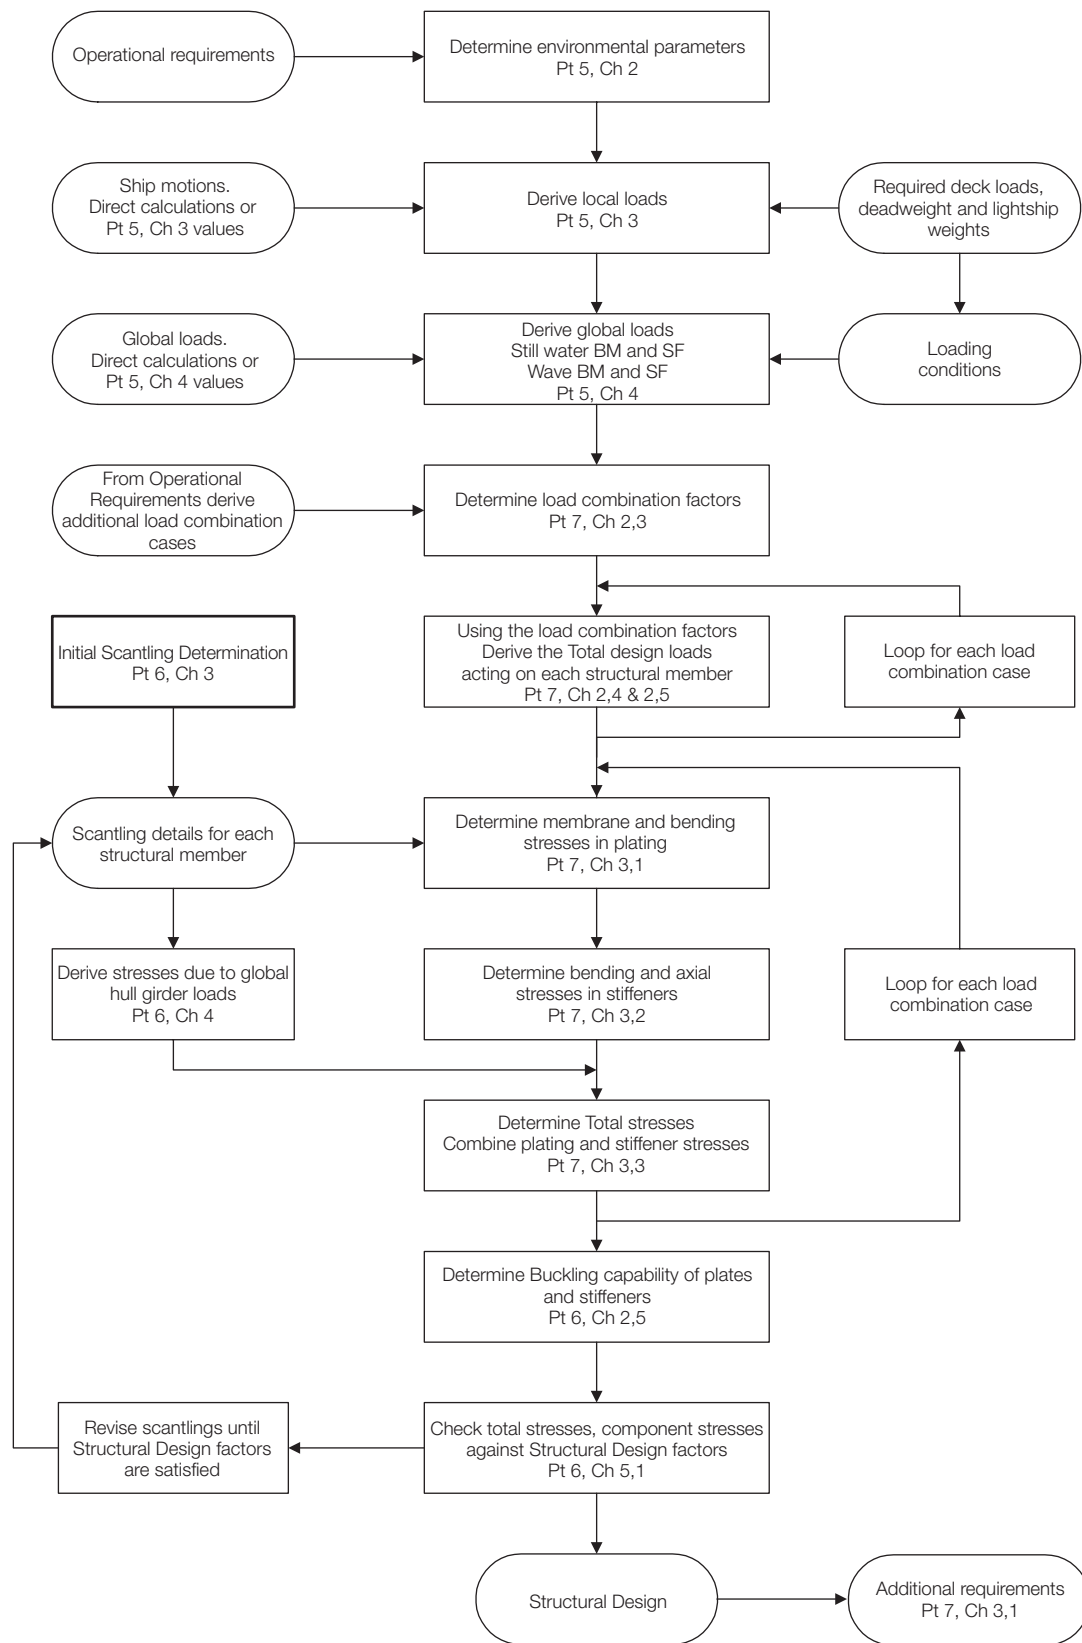 Operational requirements
Determine environmental parameters
Pt 5, Ch 2
Ship motions.
Direct calculations or
Pt 5, Ch 3 values
Derive local loads
Pt 5, Ch 3
Required deck loads,
deadweight and lightship
weights
Global loads.
Direct calculations or
Pt 5, Ch 4 values
Derive global loads
Still water BM and SF
Wave BM and SF
Pt 5, Ch 4
Loading
conditions
From Operational
Requirements derive
additional load combination
cases
Determine load combination factors
Pt 7, Ch 2,3
Initial Scantling Determination
Pt 6, Ch 3
Using the load combination factors
Derive the Total design loads
acting on each structural member
Pt 7, Ch 2,4 & 2,5
Loop for each load
combination case
Scantling details for each
structural member
Determine membrane and bending
stresses in plating
Pt 7, Ch 3,1
Derive stresses due to global
hull girder loads
Pt 6, Ch 4
Determine bending and axial
stresses in stiffeners
Pt 7, Ch 3,2
Loop for each load
combination case
Determine Total stresses
Combine plating and stiffener stresses
Pt 7, Ch 3,3
Determine Buckling capability of plates
and stiffeners
Pt 6, Ch 2,5
Revise scantlings until
Structural Design factors
are satisfied
Check total stresses, component stresses
against Structural Design factors
Pt 6, Ch 5,1
Structural Design
Additional requirements
Pt 7, Ch 3,1